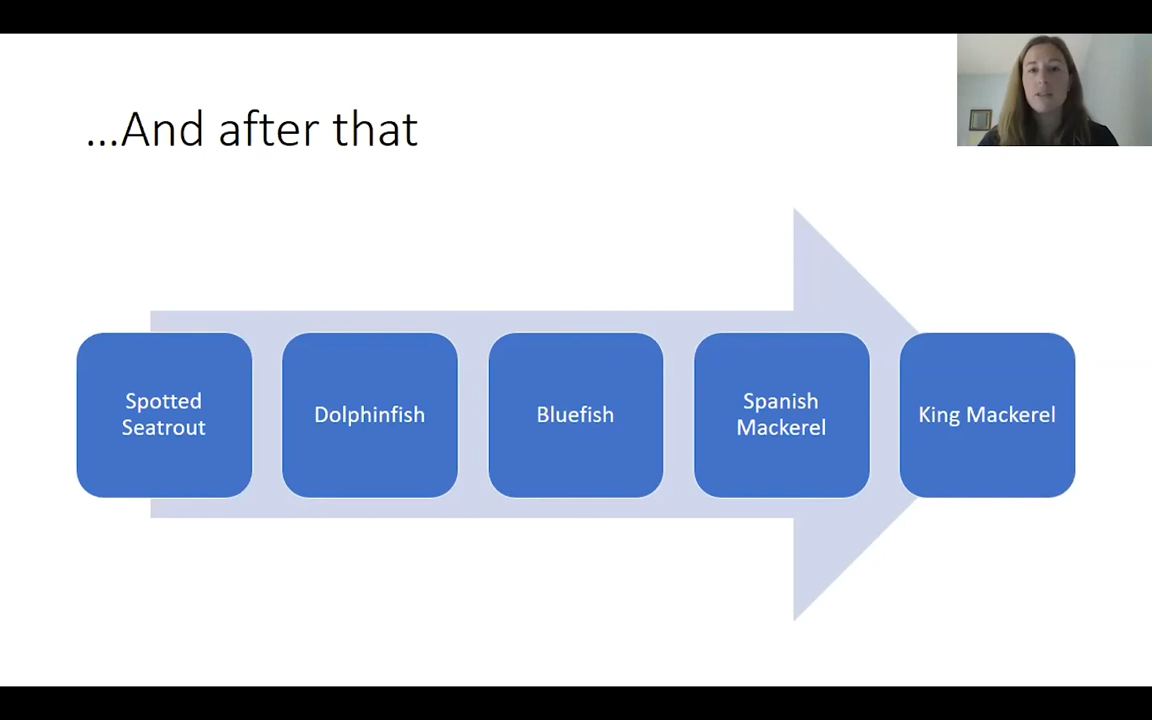 ...And after that
Spotted
Seatrout
Dolphinfish
Bluefish
Spanish
Mackerel
King Mackerel